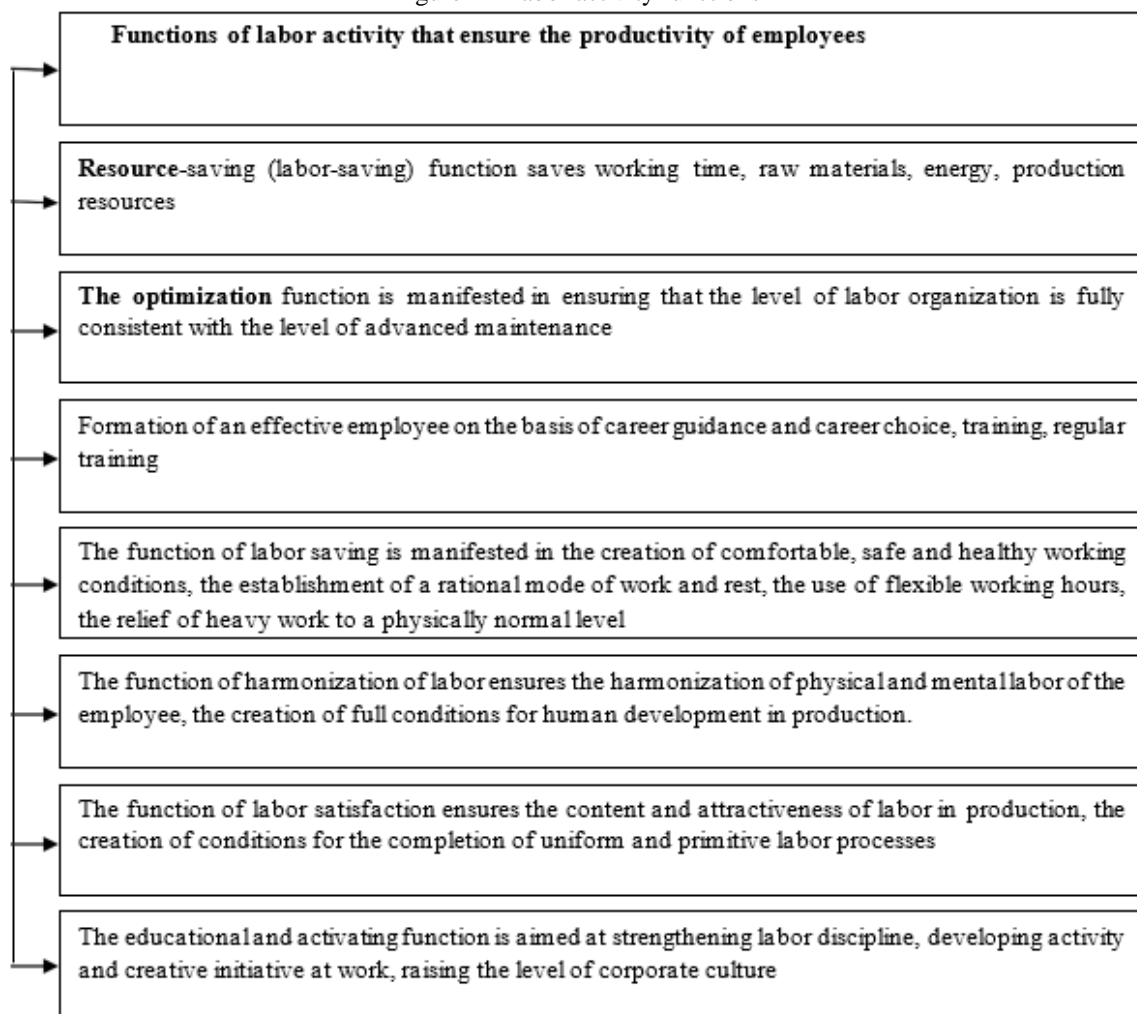 Functions of labor activity that ensure the productivity of employees
Resource-saving (labor-saving) function saves working time, raw materials, energy, production
resources
The optimization function is manifested in ensuring that the level of labor organization is fully
consistent with the level of advanced maintenance
Formation of an effective employee on the basis of career guidance and career choice, training, regular
training
The function of labor saving is manifested in the creation of comfortable, safe and healthy working
conditions, the establishment of a rational mode of work and rest, the use of flexible working hours,
the relief of heavy work to a physically normal level
The function of harmonization of labor ensures the harmonization of physical and mental labor of the
employee, the creation of full conditions for human development in production.
The function of labor satisfaction ensures the content and attractiveness of labor in production, the
creation of conditions for the completion of uniform and primitive labor processes
The educational and activating function is aimed at strengthening labor discipline, developing activity
and creative initiative at work, raising the level of corporate culture